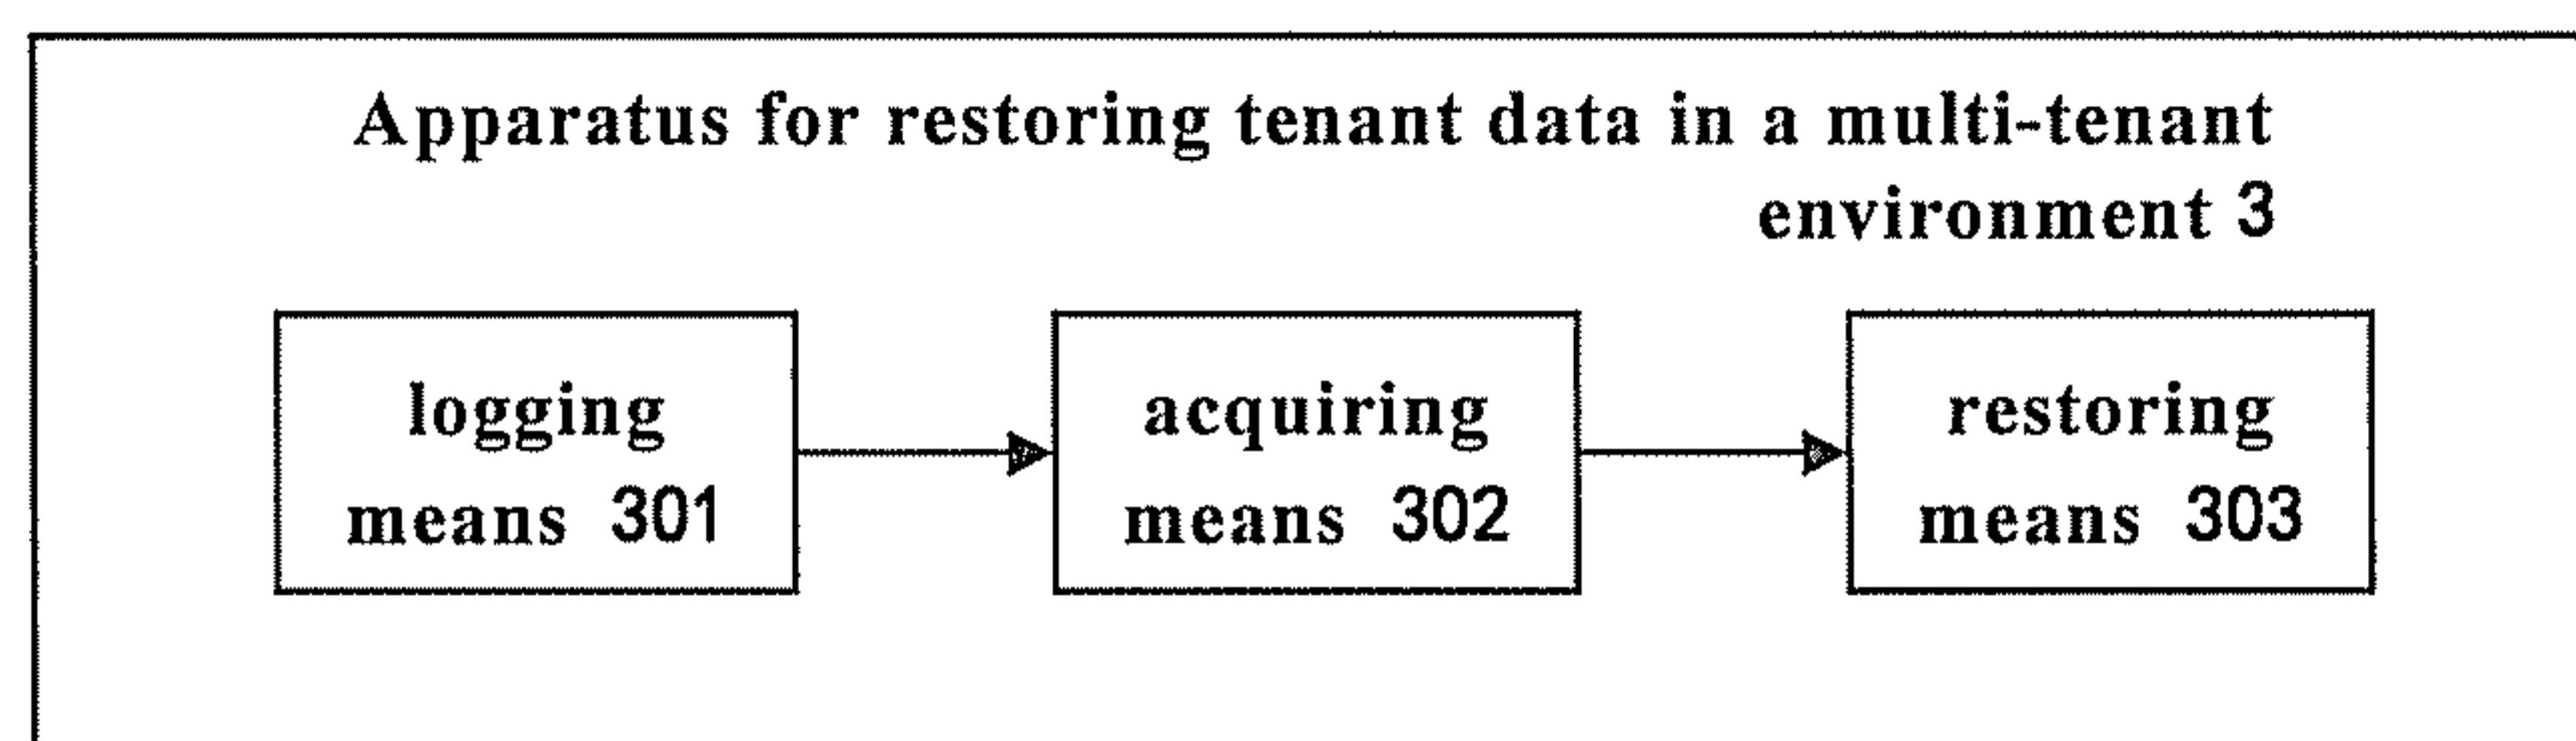 Apparatus for restoring tenant data in a multi-tenant
environment 3
logging
means 301
acquiring
means 302
restoring
means 303